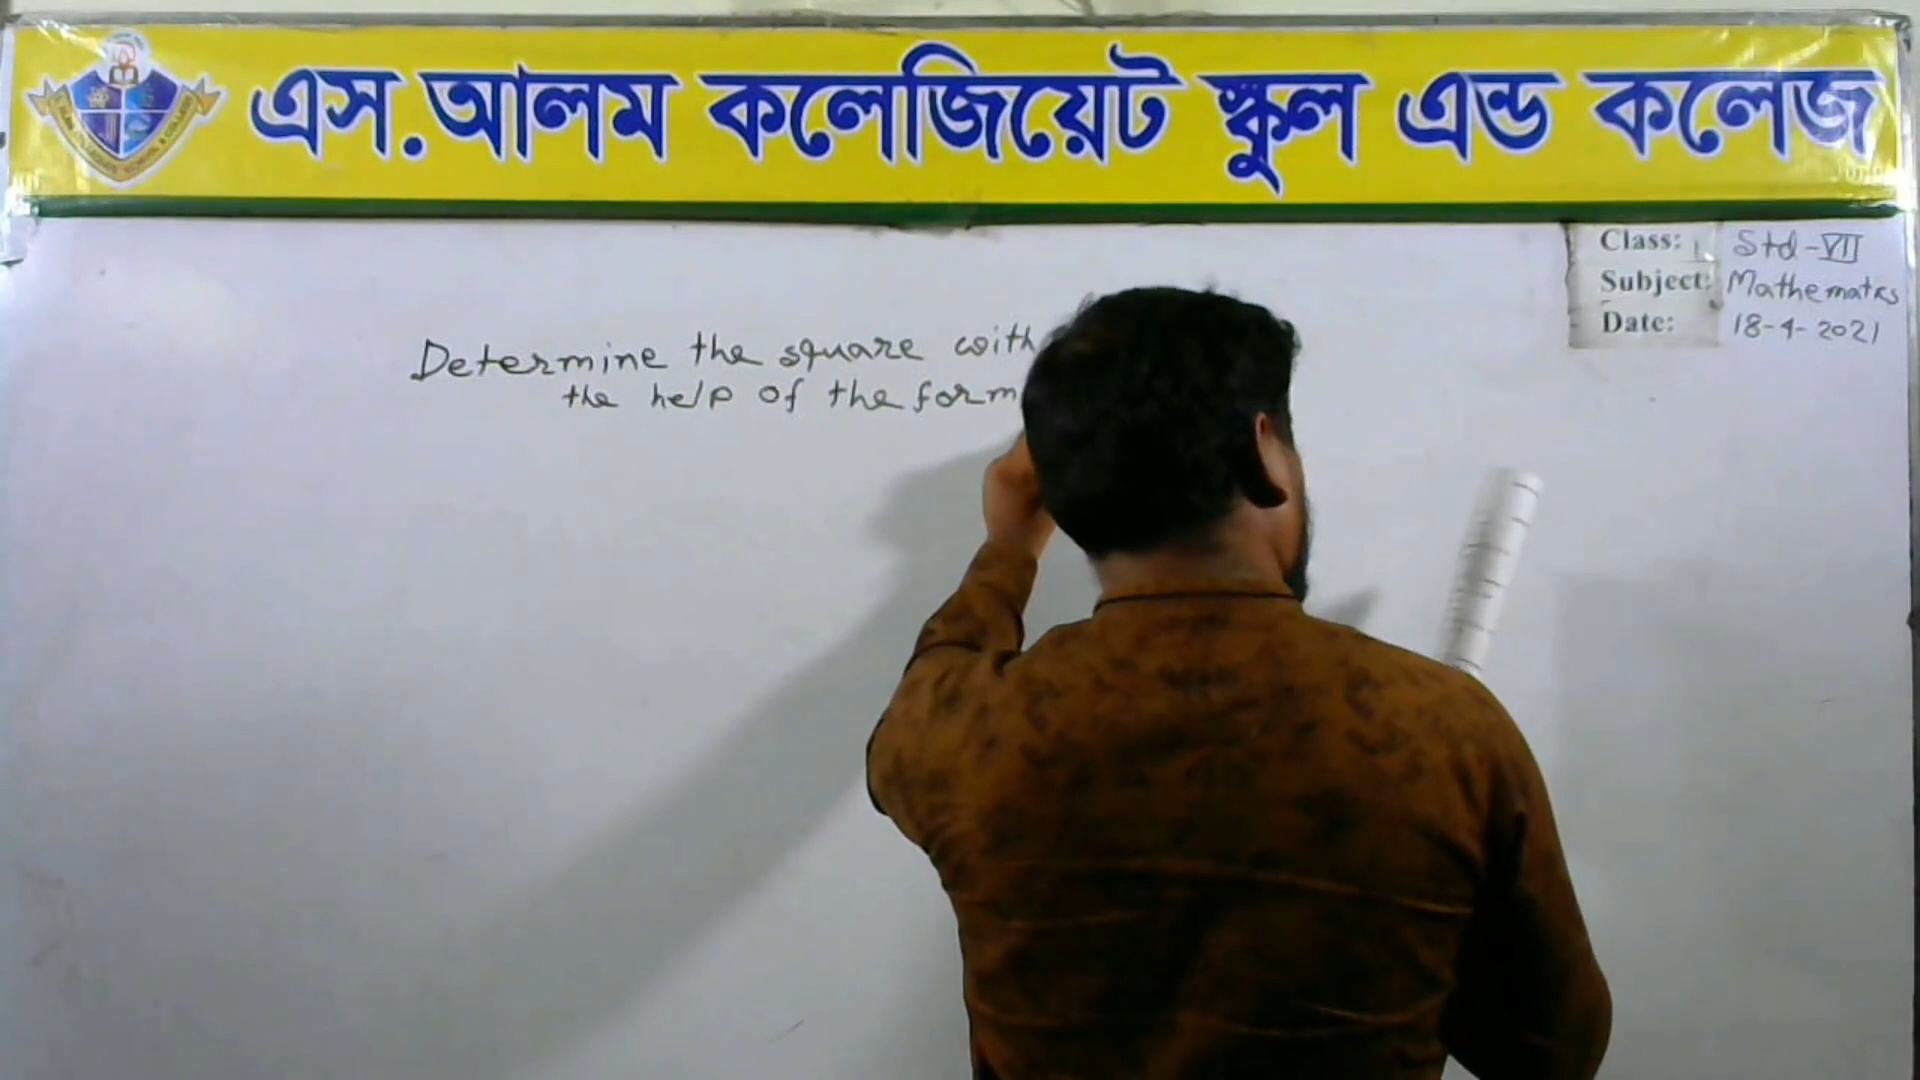 এস.আলম কলেজিয়েট স্কুল এন্ড কলেজ
Class: Std-VII
Subject: Mathematics
Date: 18-4-2021
Determine the square with
the help of the form